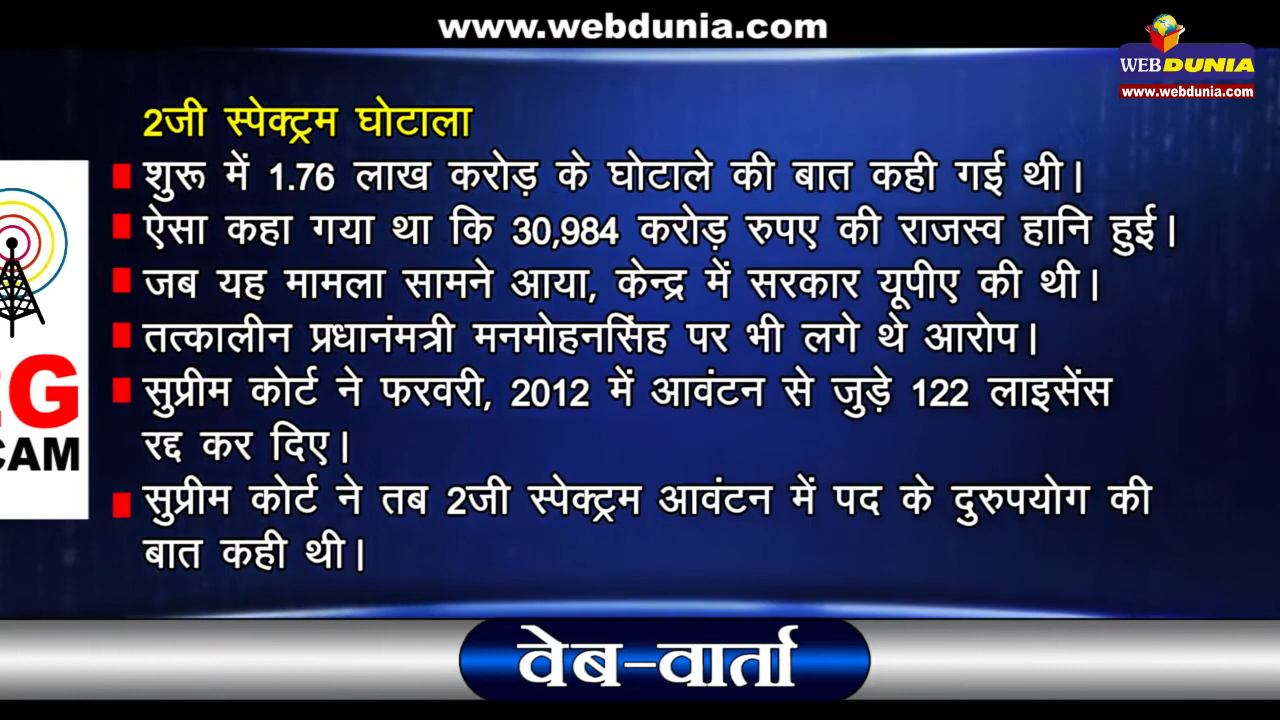 www.webdunia.com
WEBDUNIA
www.webdunia.com
2जी स्पेक्ट्रम घोटाला
शुरू में 1.76 लाख करोड़ के घोटाले की बात कही गई थी।
ऐसा कहा गया था कि 30,984 करोड़ रुपए की राजस्व हानि हुई।
जब यह मामला सामने आया, केन्द्र में सरकार यूपीए की थी।
तत्कालीन प्रधानंमत्री मनमोहनसिंह पर भी लगे थे आरोप।
सुप्रीम कोर्ट ने फरवरी, 2012 में आवंटन से जुड़े 122 लाइसेंस
रद्द कर दिए।
सुप्रीम कोर्ट ने तब 2जी स्पेक्ट्रम आवंटन में पद के दुरुपयोग की
बात कही थी।
G
CAM
वेब-वार्ता